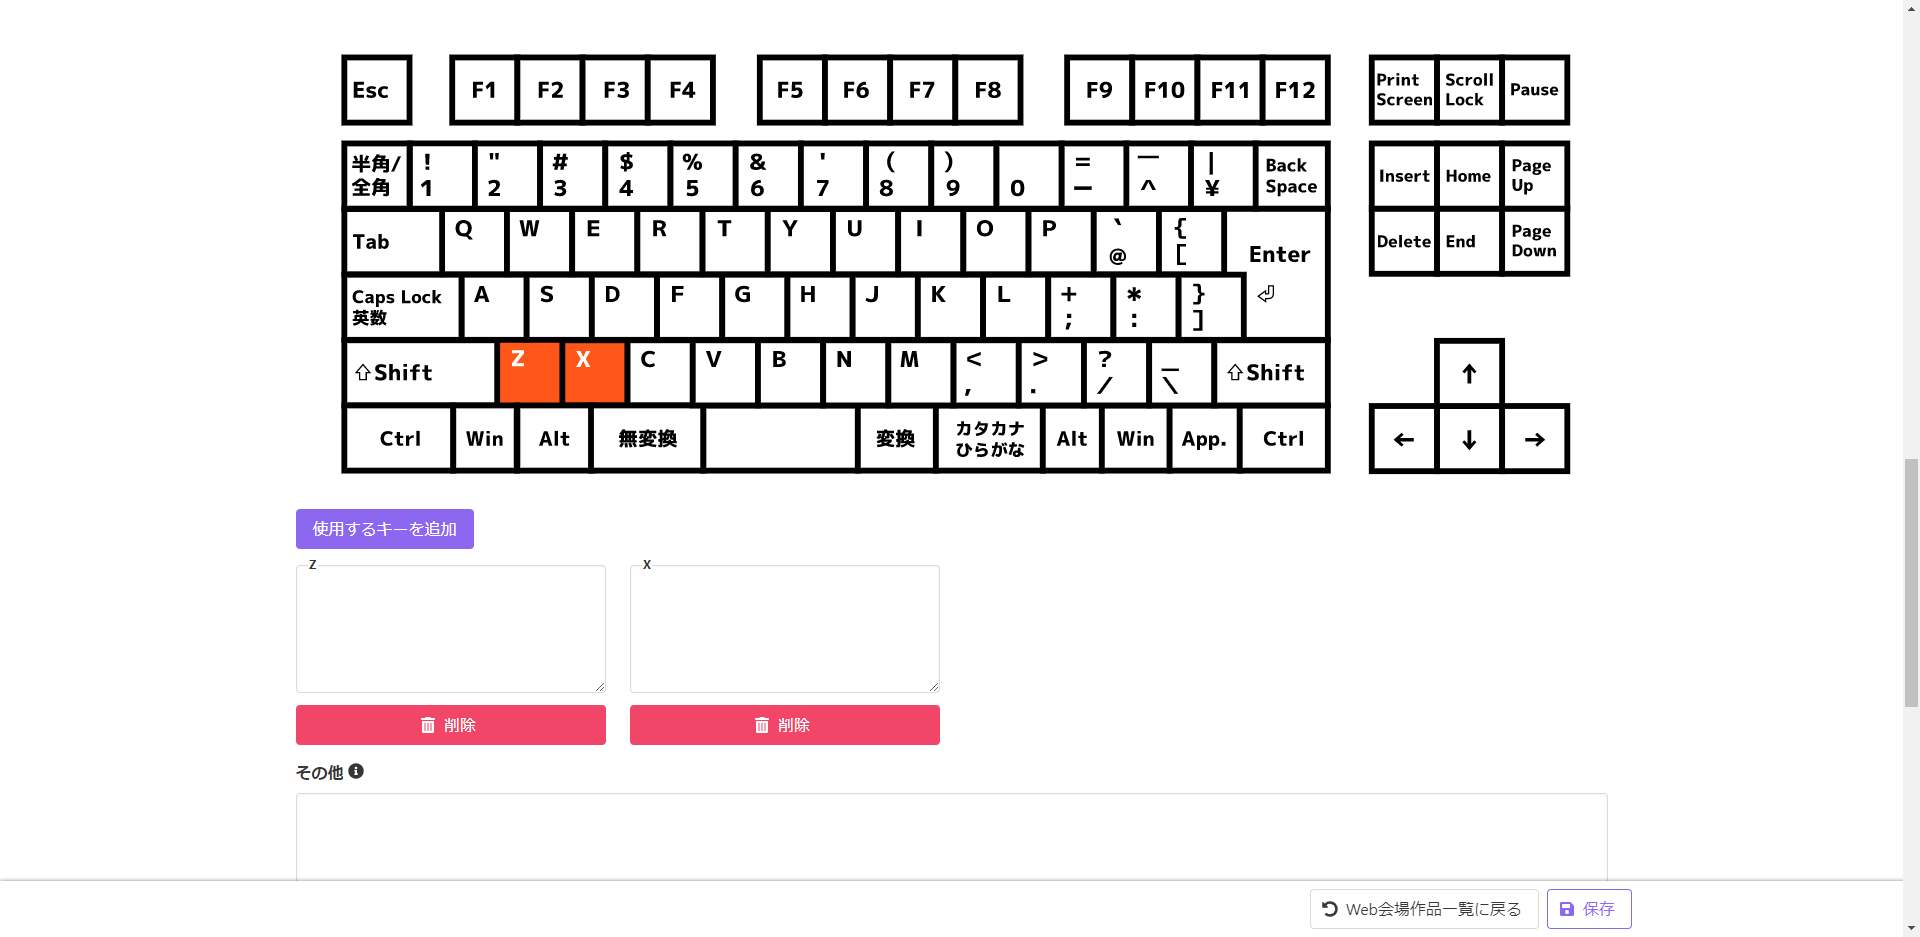 Esc F1 F2 F3 F4 F5 F6 F7 F8 F9 F10 F11 F12 Print Screen Scroll Lock Pause
半角/全角 ! 1 " 2 # 3 $ 4 % 5 & 6 ' 7 ( 8 ) 9 0 = ー ￣ ^ | ¥ Back Space Insert Home Page Up
Tab Q W E R T Y U I O P ` @ { [ Enter Delete End Page Down
Caps Lock 英数 A S D F G H J K L + ; * : } ]
⇧Shift Z X C V B N M < , > . ? / _ \ ⇧Shift ↑
Ctrl Win Alt 無変換 変換 カタカナ ひらがな Alt Win App. Ctrl ← ↓ →
使用するキーを追加
Z X
削除 削除
その他
Web会場作品一覧に戻る 保存